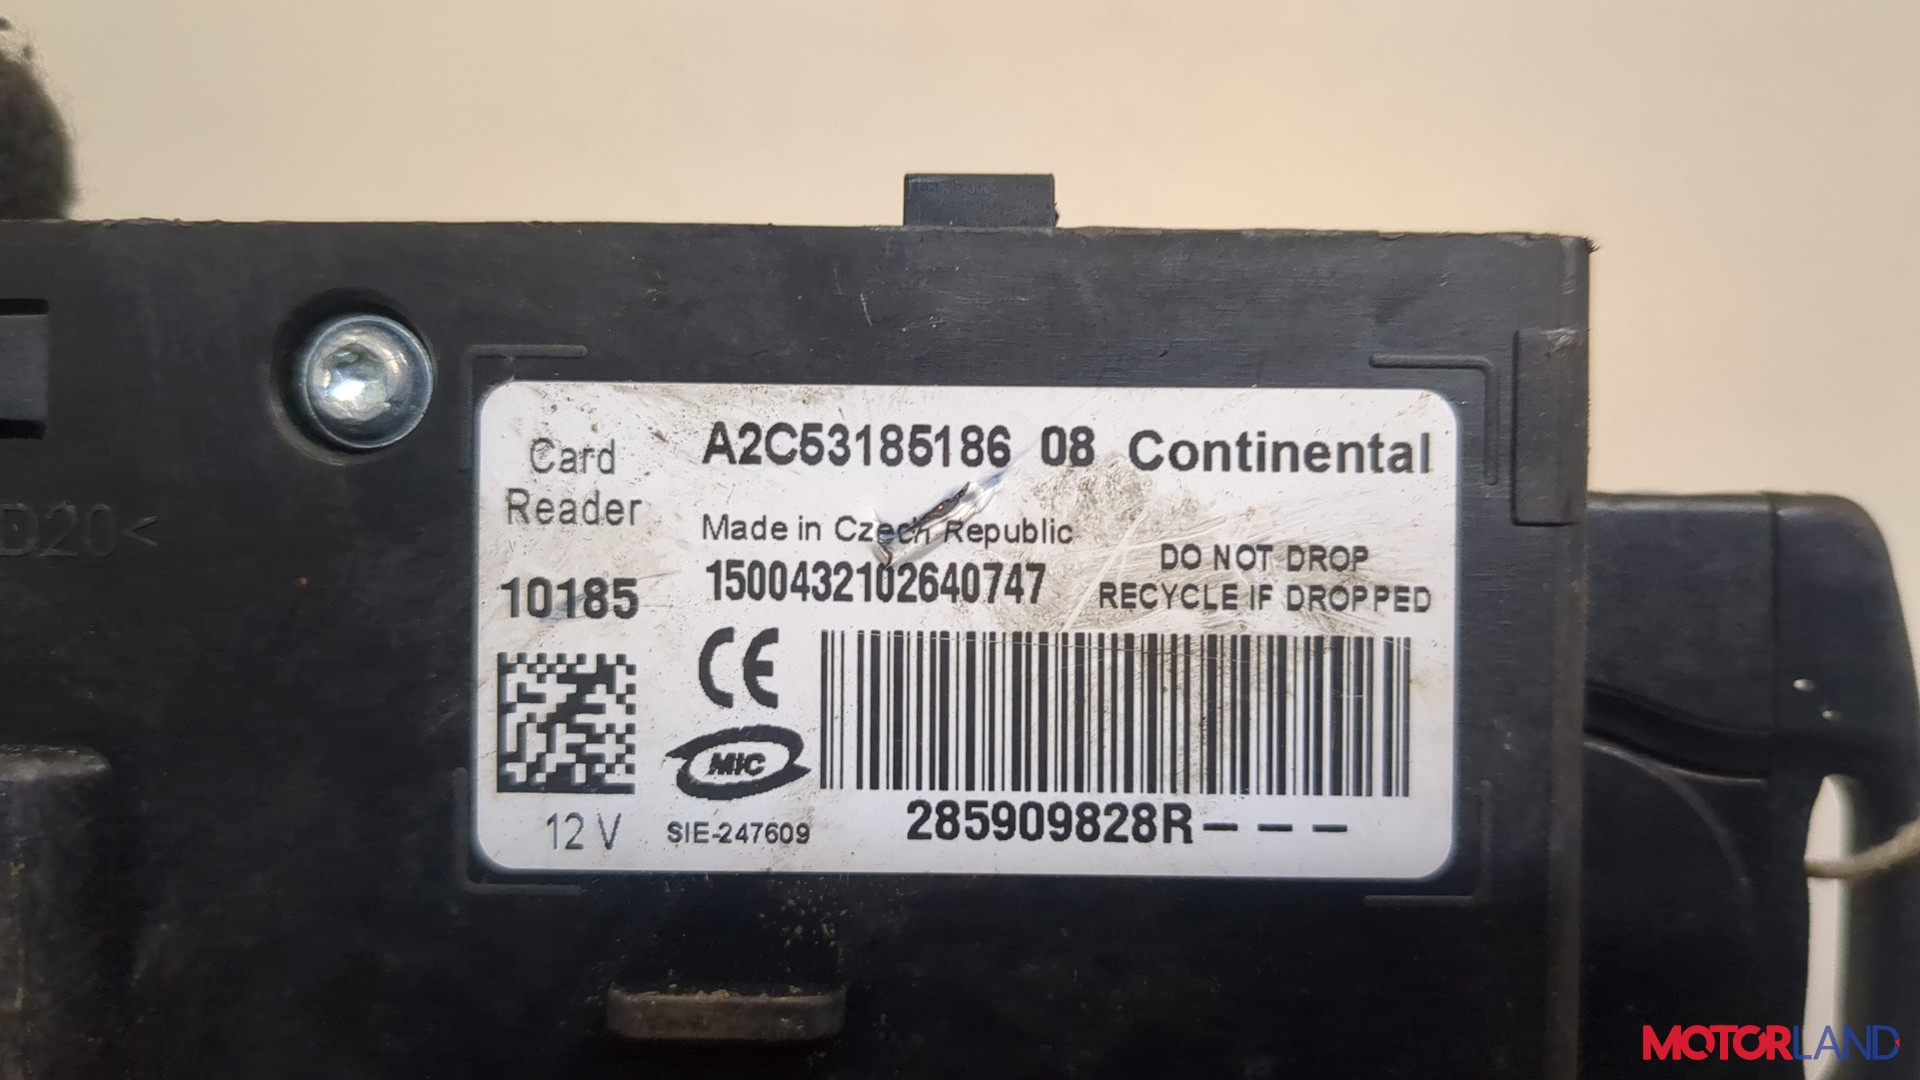 Card
Reader
10185
12 V
A2C53185186 08 Continental
Made in Czech Republic
1500432102640747
DO NOT DROP
RECYCLE IF DROPPED
CE
MIC
SIE-247609
285909828R– – –
D20<
MOTORLAND